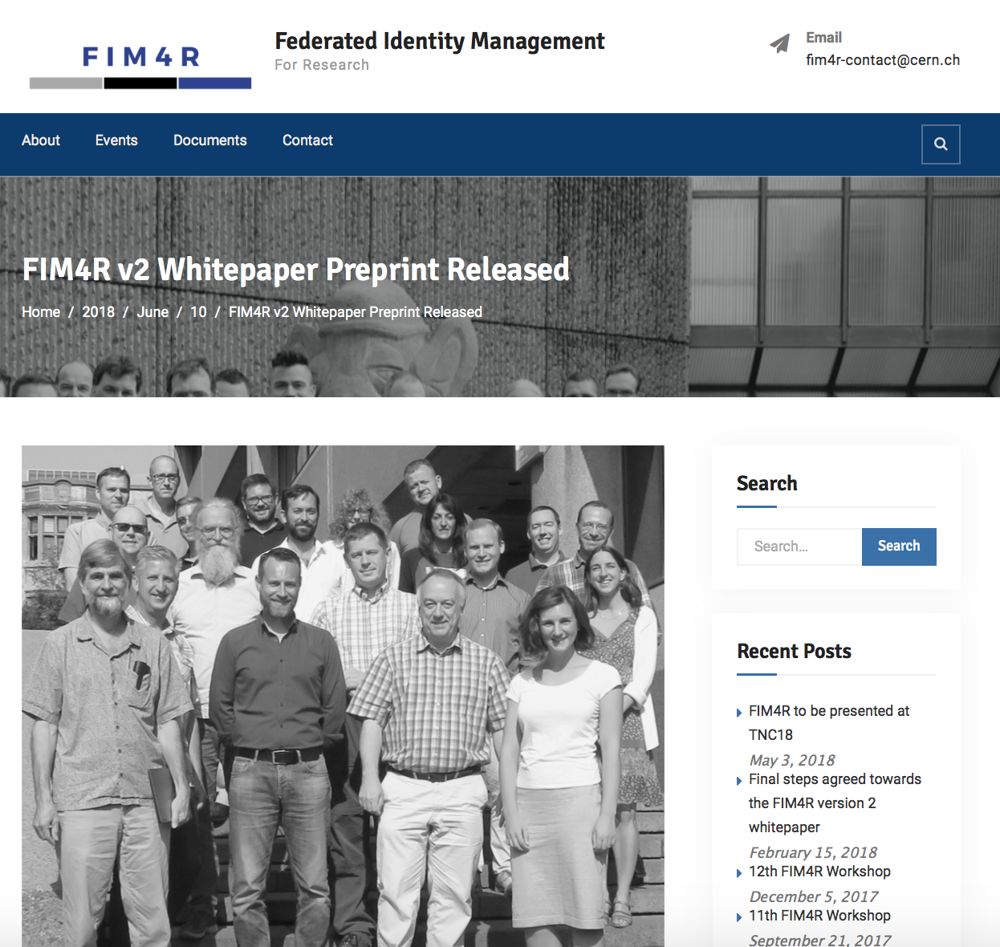 FIM4R
Federated Identity Management
For Research
Email
fim4r-contact@cern.ch
About
Events
Documents
Contact
FIM4R v2 Whitepaper Preprint Released
Home / 2018 / June / 10 / FIM4R v2 Whitepaper Preprint Released
Search
Search...
Search
Recent Posts
FIM4R to be presented at
TNC18
May 3, 2018
Final steps agreed towards
the FIM4R version 2
whitepaper
February 15, 2018
12th FIM4R Workshop
December 5, 2017
11th FIM4R Workshop
September 21, 2017